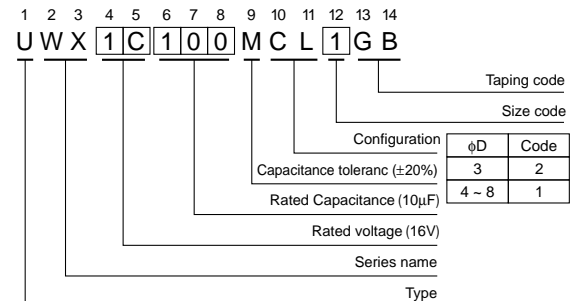 1 2 3 4 5 6 7 8 9 10 11 12 13 14
U W X 1 C 1 0 0 M C L 1 G B
Taping code
Size code
Configuration
ϕD Code
Capacitance toleranc (±20%)
3 2
4 ~ 8 1
Rated Capacitance (10µF)
Rated voltage (16V)
Series name
Type